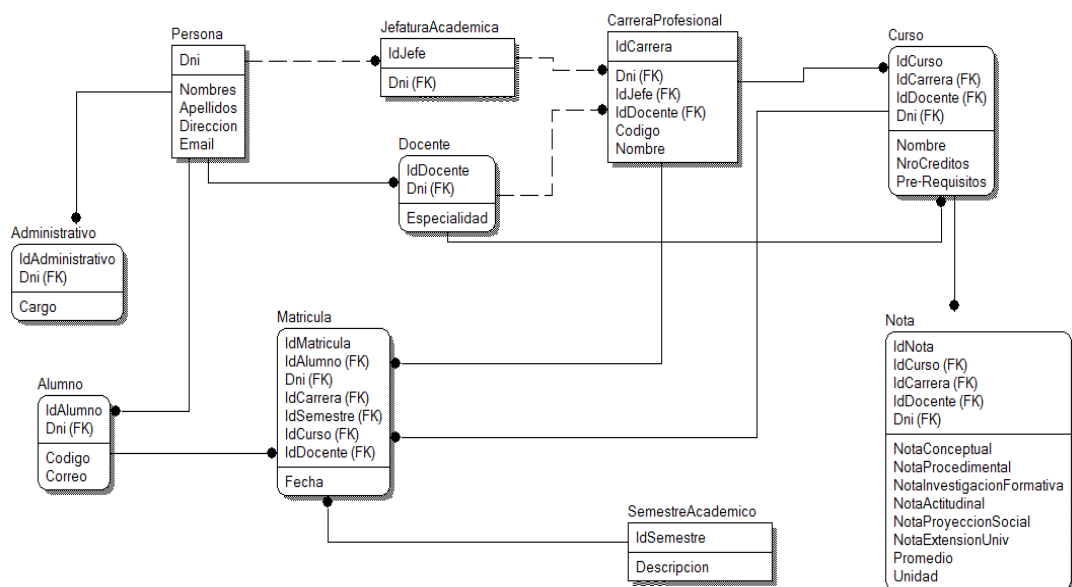 Persona
Dni
Nombres
Apellidos
Direccion
Email
JefaturaAcademica
IdJefe
Dni (FK)
CarreraProfesional
IdCarrera
Dni (FK)
IdJefe (FK)
IdDocente (FK)
Codigo
Nombre
Curso
IdCurso
IdCarrera (FK)
IdDocente (FK)
Dni (FK)
Nombre
NroCreditos
Pre-Requisitos
Docente
IdDocente
Dni (FK)
Especialidad
Administrativo
IdAdministrativo
Dni (FK)
Cargo
Matricula
IdMatricula
IdAlumno (FK)
Dni (FK)
IdCarrera (FK)
IdSemestre (FK)
IdCurso (FK)
IdDocente (FK)
Fecha
Nota
IdNota
IdCurso (FK)
IdCarrera (FK)
IdDocente (FK)
Dni (FK)
NotaConceptual
NotaProcedimental
NotaInvestigacionFormativa
NotaActitudinal
NotaProyeccionSocial
NotaExtensionUniv
Promedio
Unidad
Alumno
IdAlumno
Dni (FK)
Codigo
Correo
SemestreAcademico
IdSemestre
Descripcion